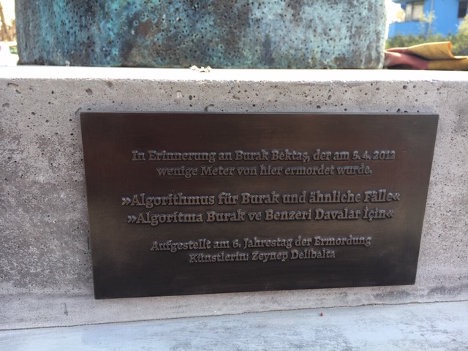 In Erinnerung an Burak Bektaş, der am 5. 4. 2012
wenige Meter von hier ermordet wurde.
»Algorithmus für Burak und ähnliche Fälle«
»Algoritma Burak ve Benzeri Davalar İçin«
Aufgestellt am 6. Jahrestag der Ermordung
Künstlerin: Zeynep Delibalta